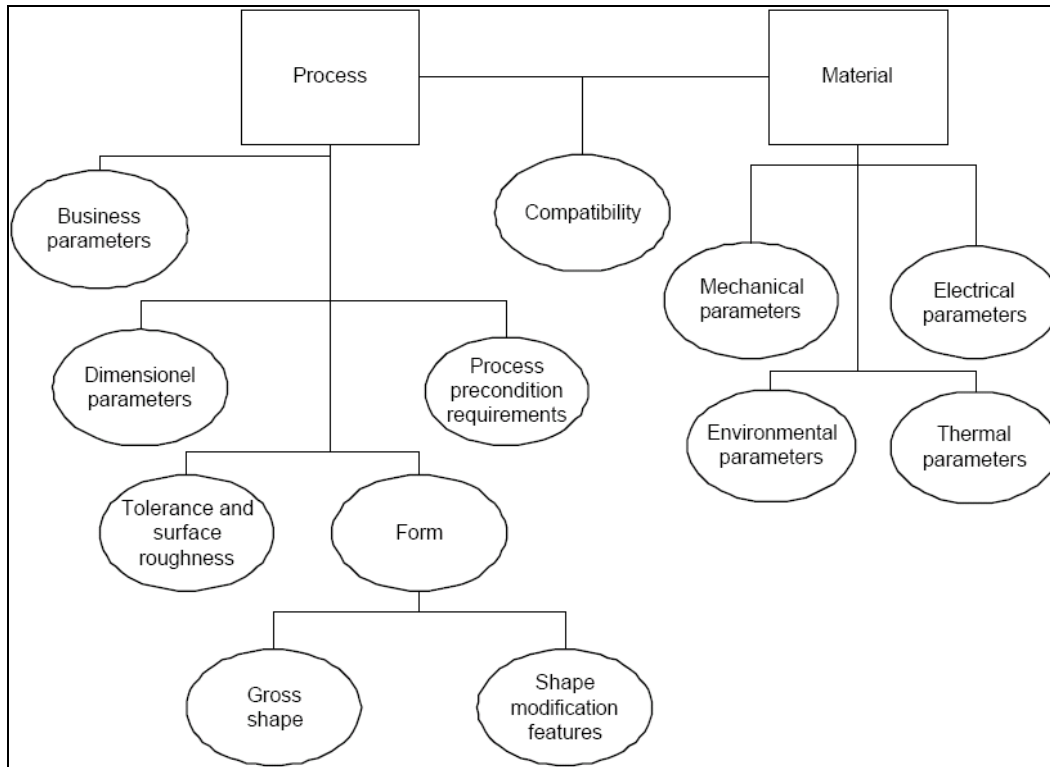 Process
Material
Business
parameters
Compatibility
Mechanical
parameters
Electrical
parameters
Dimensionel
parameters
Process
precondition
requirements
Environmental
parameters
Thermal
parameters
Tolerance and
surface
roughness
Form
Gross
shape
Shape
modification
features